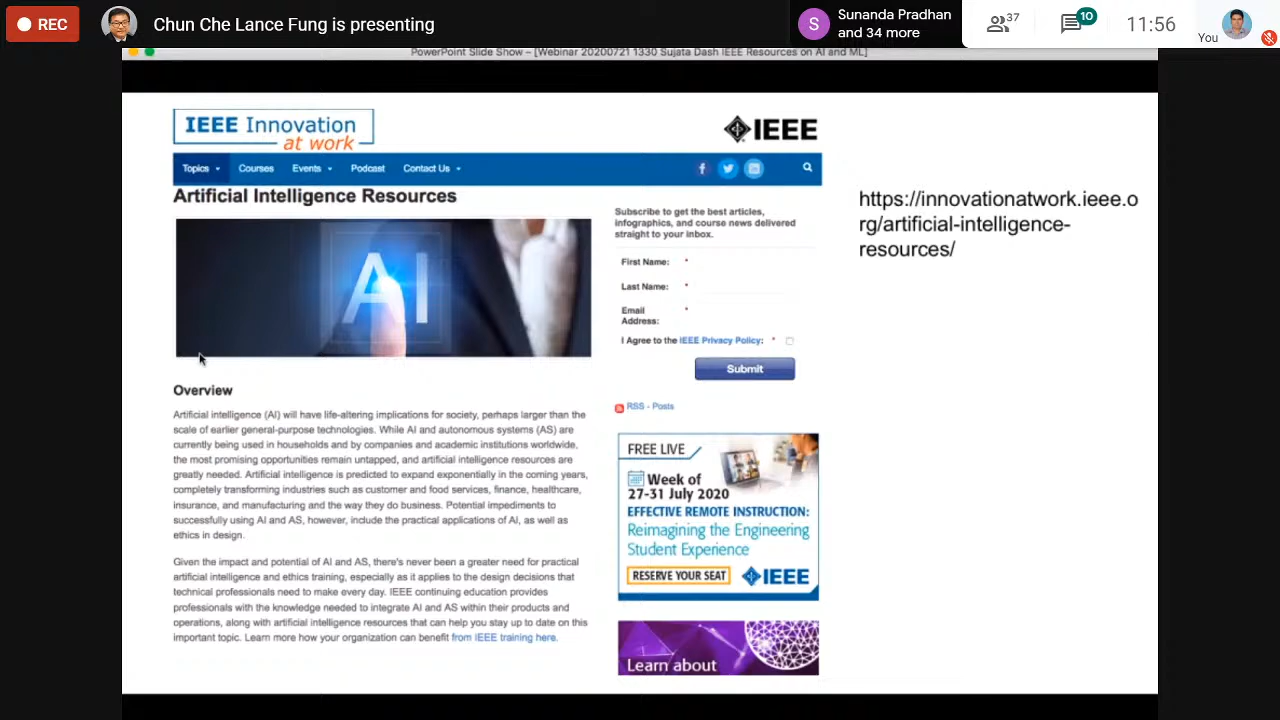 REC
Chun Che Lance Fung is presenting
S
Sunanda Pradhan
and 34 more
37
10
11:56
You
PowerPoint Slide Show – [Webinar 20200721 1330 Sujata Dash IEEE Resources on AI and ML]
IEEE Innovation
at work
IEEE
Topics
Courses
Events
Podcast
Contact Us
Artificial Intelligence Resources
AI
Overview
Artificial intelligence (AI) will have life-altering implications for society, perhaps larger than the
scale of earlier general-purpose technologies. While AI and autonomous systems (AS) are
currently being used in households and by companies and academic institutions worldwide,
the most promising opportunities remain untapped, and artificial intelligence resources are
greatly needed. Artificial intelligence is predicted to expand exponentially in the coming years,
completely transforming industries such as customer and food services, finance, healthcare,
insurance, and manufacturing and the way they do business. Potential impediments to
successfully using AI and AS, however, include the practical applications of AI, as well as
ethics in design.
Given the impact and potential of AI and AS, there's never been a greater need for practical
artificial intelligence and ethics training, especially as it applies to the design decisions that
technical professionals need to make every day. IEEE continuing education provides
professionals with the knowledge needed to integrate AI and AS within their products and
operations, along with artificial intelligence resources that can help you stay up to date on this
important topic. Learn more how your organization can benefit from IEEE training here.
Subscribe to get the best articles,
infographics, and course news delivered
straight to your inbox.
First Name: *
Last Name: *
Email *
Address:
I Agree to the IEEE Privacy Policy: *
Submit
RSS - Posts
FREE LIVE
Week of
27-31 July 2020
EFFECTIVE REMOTE INSTRUCTION:
Reimagining the Engineering
Student Experience
RESERVE YOUR SEAT
IEEE
Learn about
https://innovationatwork.ieee.o
rg/artificial-intelligence-
resources/